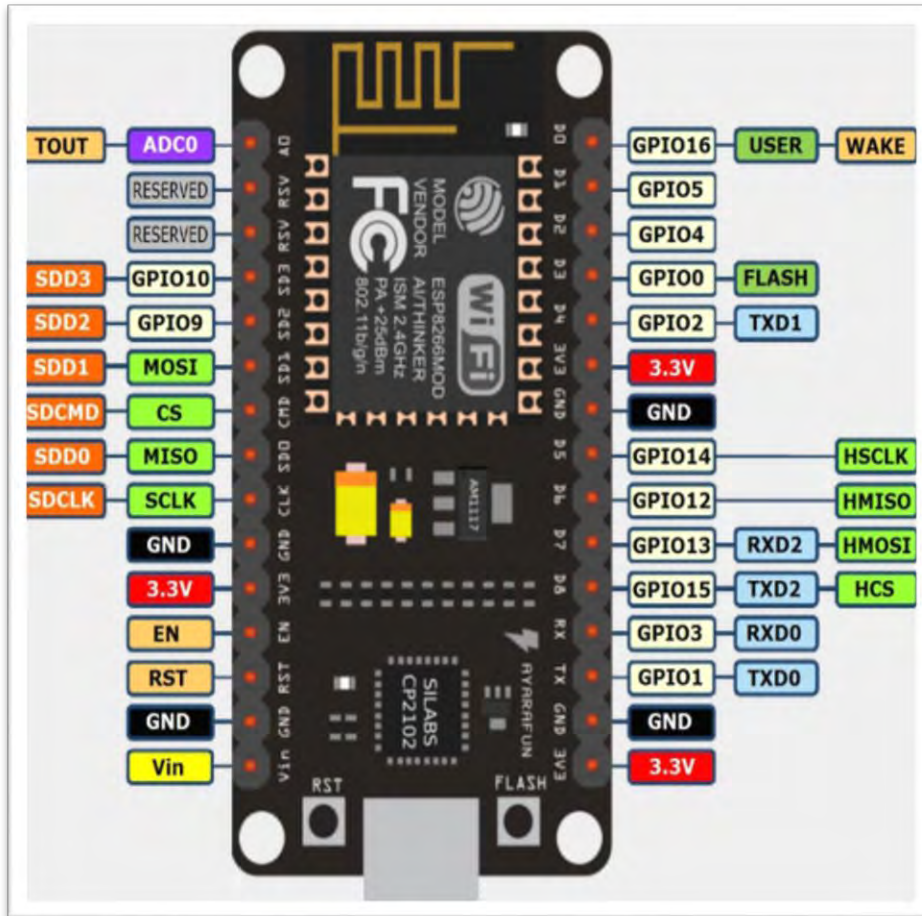 TOUT ADC0 A0 D0 GPIO16 USER WAKE
RESERVED RSV D1 GPIO5
RESERVED RSV D2 GPIO4
SDD3 GPIO10 SD3 D3 GPIO0 FLASH
SDD2 GPIO9 SD2 D4 GPIO2 TXD1
SDD1 MOSI SD1 3V3 3.3V
SDCMD CS CMD GND GND
SDD0 MISO SD0 D5 GPIO14 HSCLK
SDCLK SCLK CLK D6 GPIO12 HMISO
GND GND D7 GPIO13 RXD2 HMOSI
3.3V 3V3 D8 GPIO15 TXD2 HCS
EN EN RX GPIO3 RXD0
RST RST TX GPIO1 TXD0
GND GND GND GND
Vin Vin 3V3 3.3V
MODEL ESP8266MOD
VENDOR AI/THINKER
ISM 2.4GHz
PA +25dBm
802.11b/g/n
FC
WiFi
AM1117
SILABS
CP2102
AYARAFUN
RST
FLASH